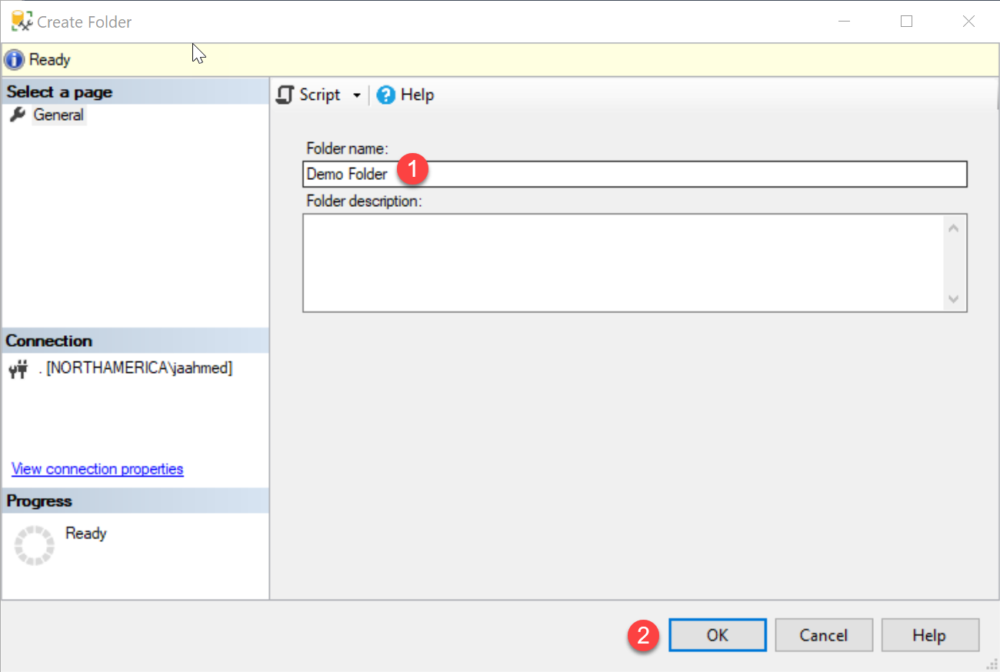 Create Folder
Ready
Select a page
General
Script
Help
Folder name:
Demo Folder
1
Folder description:
Connection
. [NORTHAMERICA\jaahmed]
View connection properties
Progress
Ready
2
OK
Cancel
Help